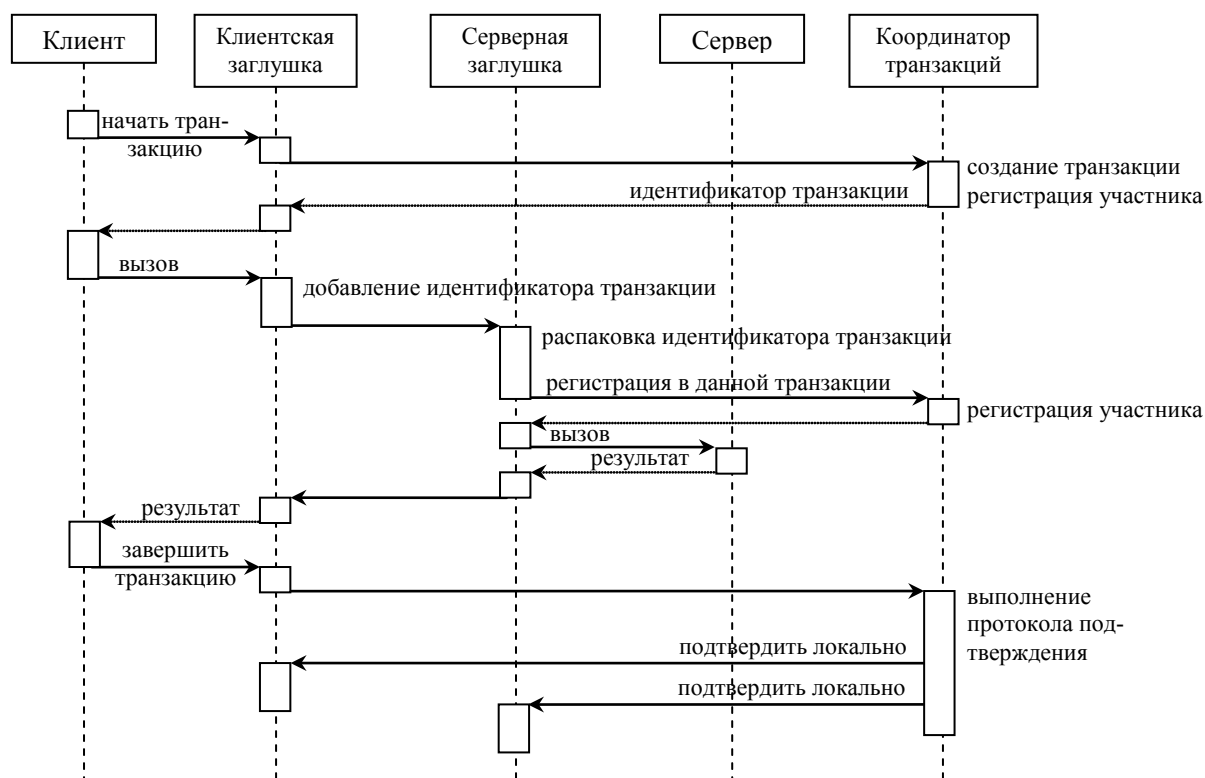 Клиент
Клиентская
заглушка
Серверная
заглушка
Сервер
Координатор
транзакций
начать тран-
закцию
создание транзакции
регистрация участника
идентификатор транзакции
вызов
добавление идентификатора транзакции
распаковка идентификатора транзакции
регистрация в данной транзакции
регистрация участника
вызов
результат
результат
завершить
транзакцию
выполнение
протокола под-
тверждения
подтвердить локально
подтвердить локально